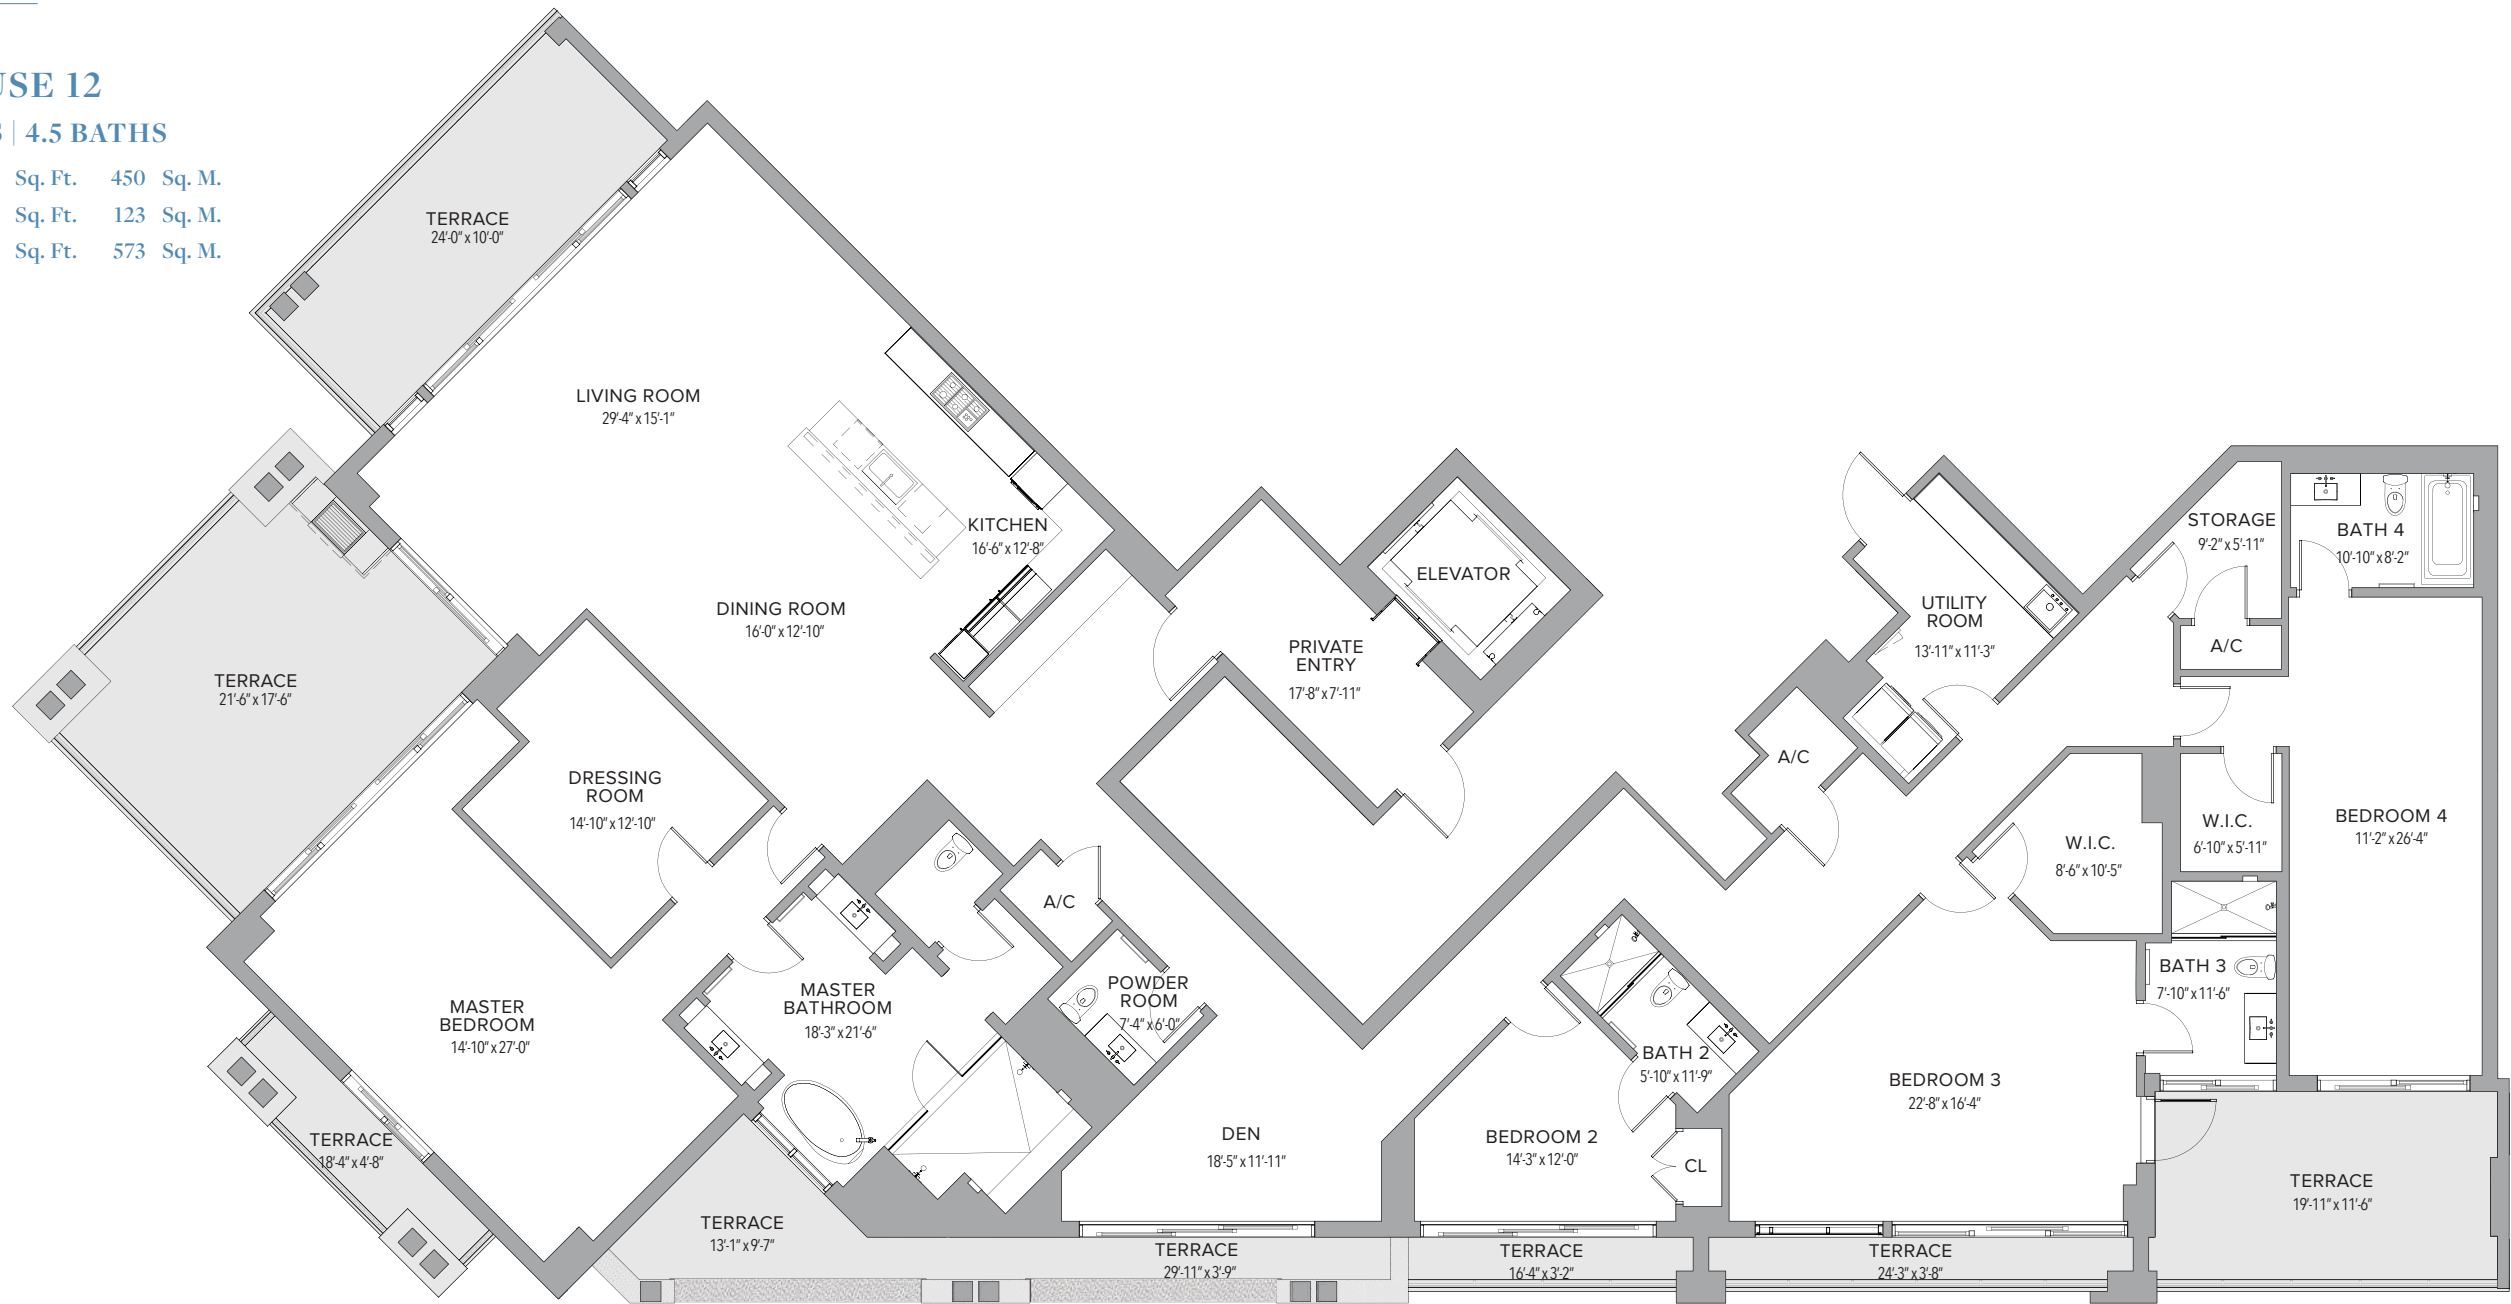 USE 12
| 4.5 BATHS
Sq. Ft. 450 Sq. M.
Sq. Ft. 123 Sq. M.
Sq. Ft. 573 Sq. M.
TERRACE
24'-0" x 10'-0"
LIVING ROOM
29'-4" x 15'-1"
KITCHEN
16'-6" x 12'-8"
DINING ROOM
16'-0" x 12'-10"
TERRACE
21'-6" x 17'-6"
DRESSING
ROOM
14'-10" x 12'-10"
MASTER
BEDROOM
14'-10" x 27'-0"
TERRACE
18'-4" x 4'-8"
MASTER
BATHROOM
18'-3" x 21'-6"
A/C
POWDER
ROOM
7'-4" x 6'-0"
TERRACE
13'-1" x 9'-7"
DEN
18'-5" x 11'-11"
TERRACE
29'-11" x 3'-9"
PRIVATE
ENTRY
17'-8" x 7'-11"
ELEVATOR
BEDROOM 2
14'-3" x 12'-0"
BATH 2
5'-10" x 11'-9"
CL
TERRACE
16'-4" x 3'-2"
A/C
UTILITY
ROOM
13'-11" x 11'-3"
STORAGE
9'-2" x 5'-11"
A/C
BATH 4
10'-10" x 8'-2"
W.I.C.
8'-6" x 10'-5"
W.I.C.
6'-10" x 5'-11"
BEDROOM 4
11'-2" x 26'-4"
BATH 3
7'-10" x 11'-6"
BEDROOM 3
22'-8" x 16'-4"
TERRACE
24'-3" x 3'-8"
TERRACE
19'-11" x 11'-6"